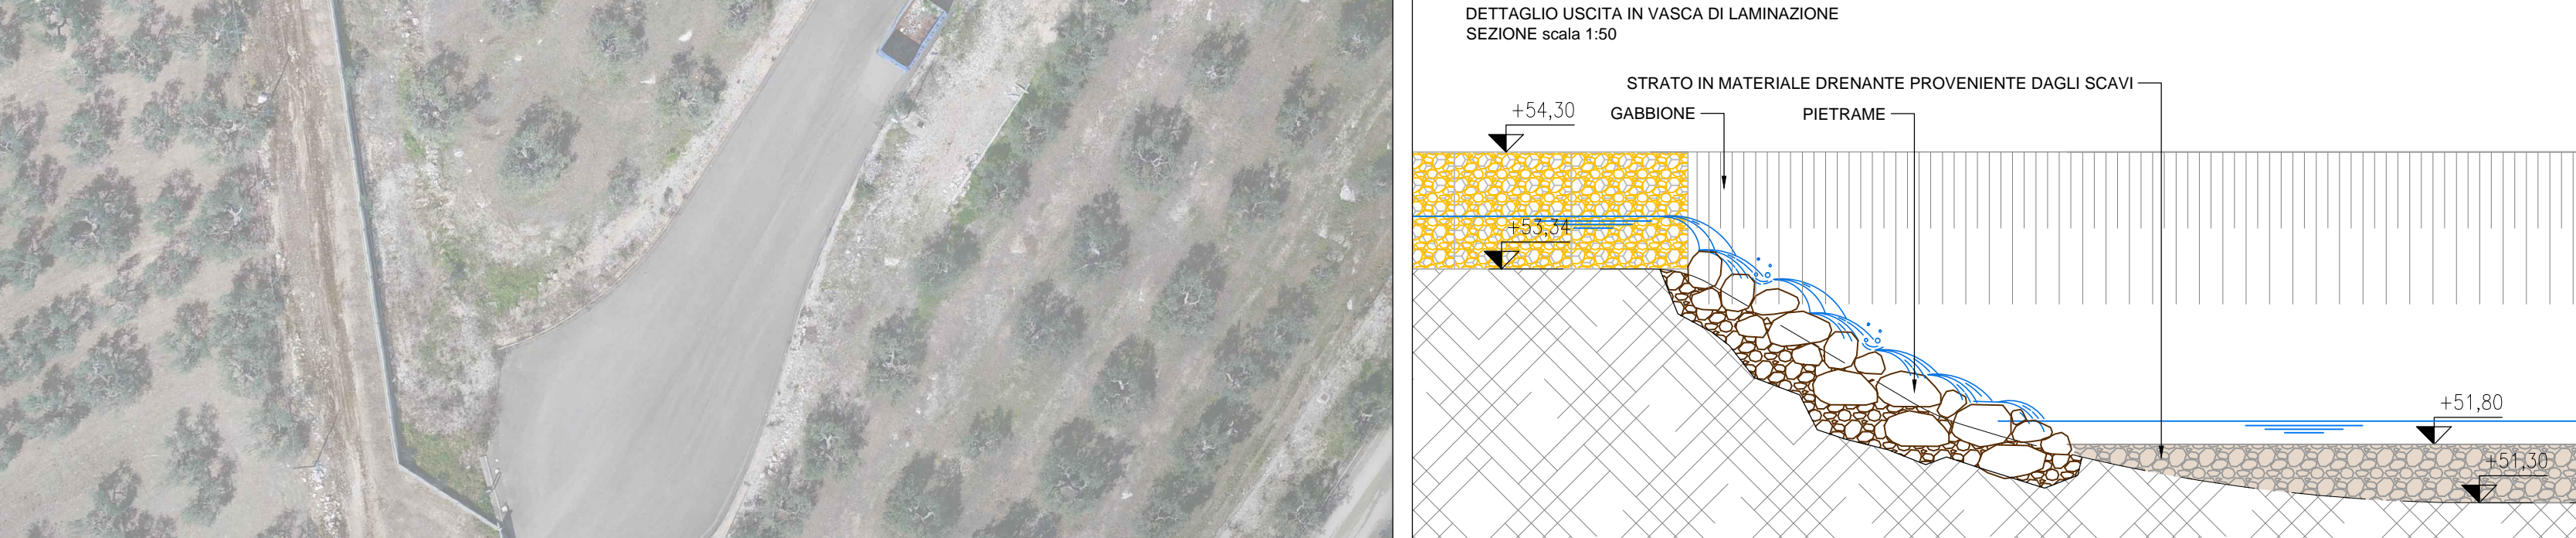 DETTAGLIO USCITA IN VASCA DI LAMINAZIONE
SEZIONE scala 1:50
STRATO IN MATERIALE DRENANTE PROVENIENTE DAGLI SCAVI
+54,30
GABBIONE
PIETRAME
+53,34
+51,80
+51,30